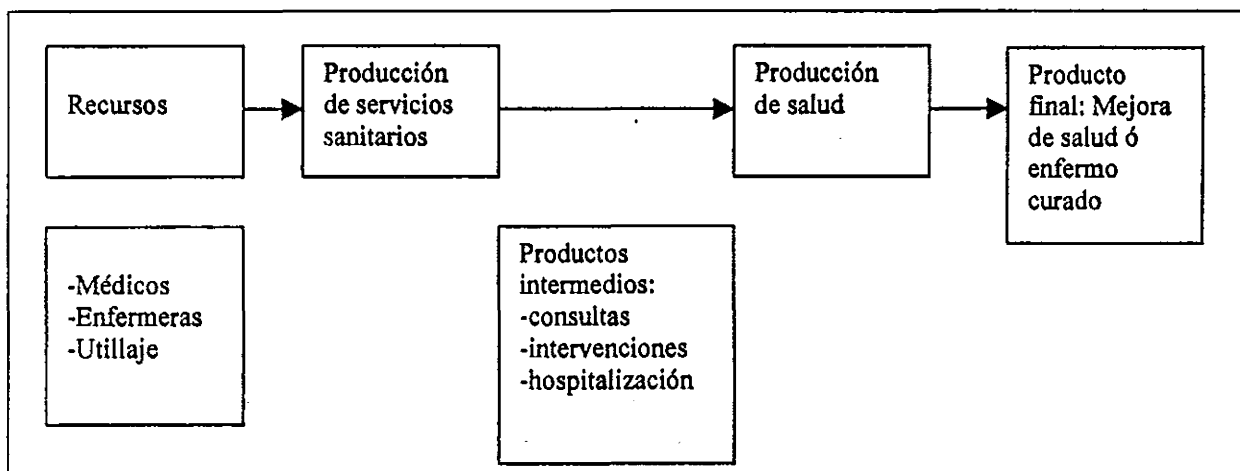 Recursos
Producción
de servicios
sanitarios
Producción
de salud
Producto
final: Mejora
de salud ó
enfermo
curado
-Médicos
-Enfermeras
-Utillaje
Productos
intermedios:
-consultas
-intervenciones
-hospitalización